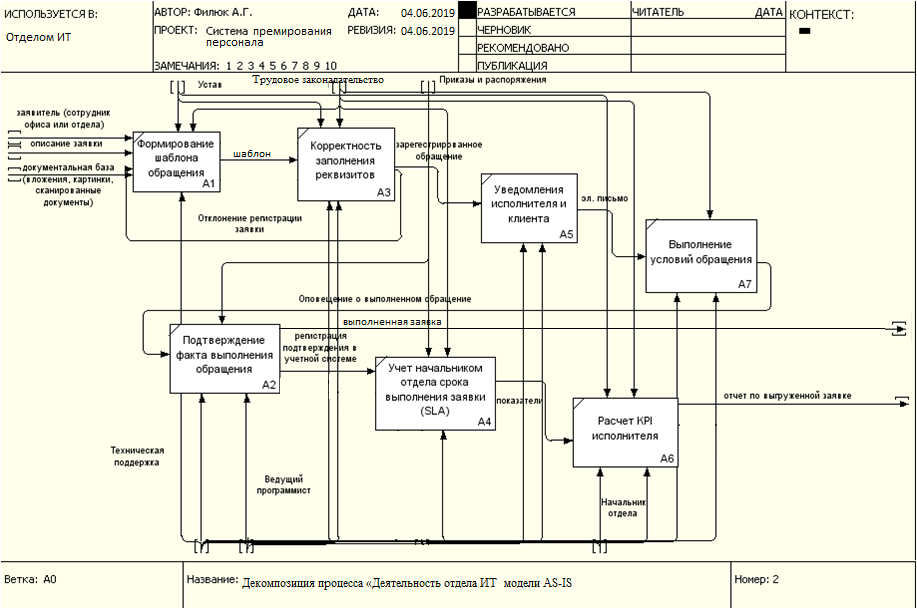 ИСПОЛЬЗУЕТСЯ В:
Отделом ИТ
АВТОР: Филюк А.Г.
ДАТА: 04.06.2019
ПРОЕКТ: Система премирования
персонала
РЕВИЗИЯ: 04.06.2019
ЗАМЕЧАНИЯ: 1 2 3 4 5 6 7 8 9 10
РАЗРАБАТЫВАЕТСЯ
ЧЕРНОВИК
РЕКОМЕНДОВАНО
ПУБЛИКАЦИЯ
ЧИТАТЕЛЬ ДАТА
КОНТЕКСТ:
Устав
Трудовое законадательство
Приказы и распоряжения
заявитель (сотрудник
офиса или отдела)
описание заявки
документальная база
(вложения, картинки,
сканированные
документы)
Формирование
шаблона
обращения
A1
шаблон
Корректность
заполнения
реквизитов
A3
зарегестрированное
обращение
Отклонение регистрации
заявки
Уведомления
исполнителя и
клиента
A5
эл. письмо
Выполнение
условий обращения
A7
Оповещение о выполненном обращение
выполненная заявка
Подтверждение
факта выполнения
обращения
A2
регистрация
подтверждения в
учетной системе
Учет начальником
отдела срока
выполнения заявки
(SLA)
A4
показатели
Расчет KPI
исполнителя
A6
отчет по выгруженной заявке
Техническая
поддержка
Ведущий
программист
Начальник
отдела
Ветка: A0
Название: Декомпозиция процесса «Деятельность отдела ИТ модели AS-IS
Номер: 2